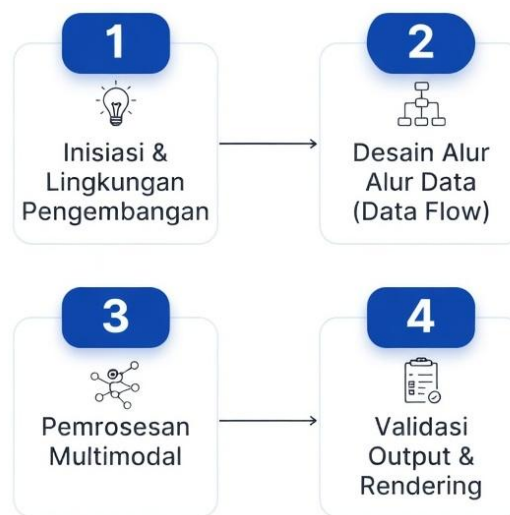 1
Inisiasi &
Lingkungan
Pengembangan
2
Desain Alur
Alur Data
(Data Flow)
3
Pemrosesan
Multimodal
4
Validasi
Output &
Rendering